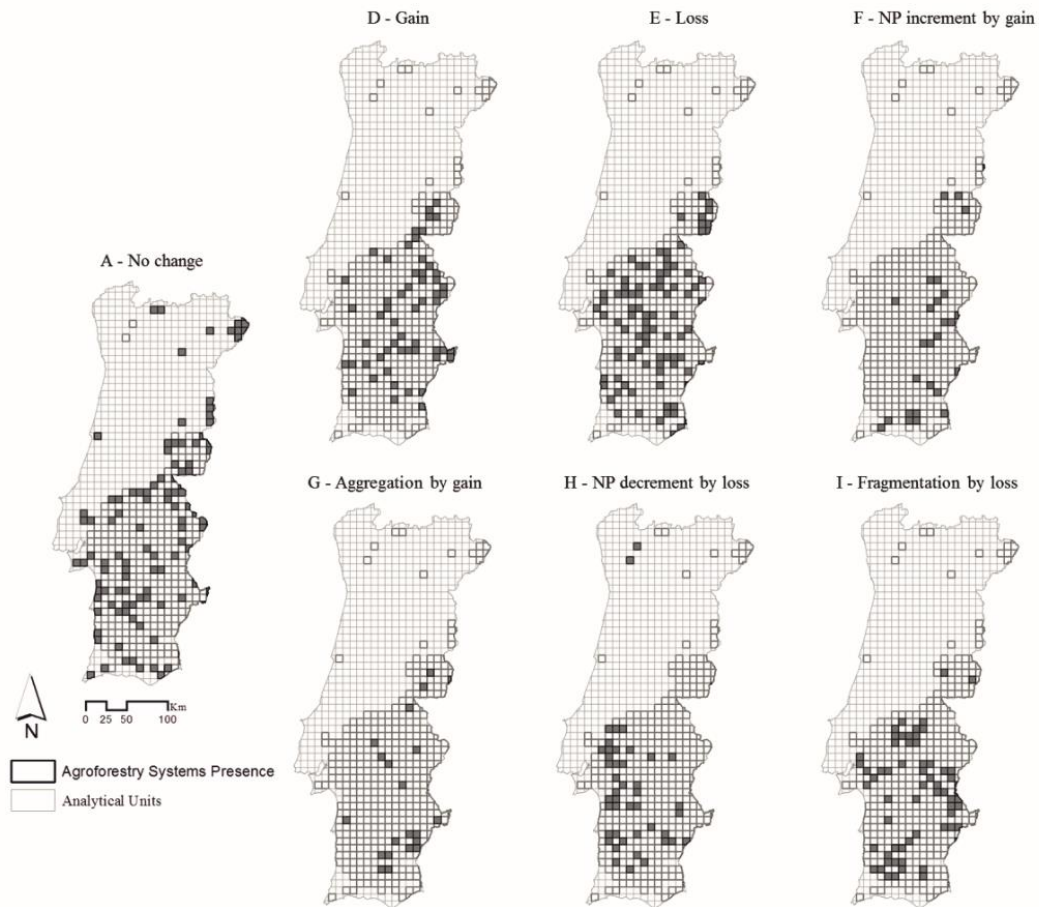 D - Gain
E - Loss
F - NP increment by gain
A - No change
G - Aggregation by gain
H - NP decrement by loss
I - Fragmentation by loss
N
Km
0 25 50 100
Agroforestry Systems Presence
Analytical Units